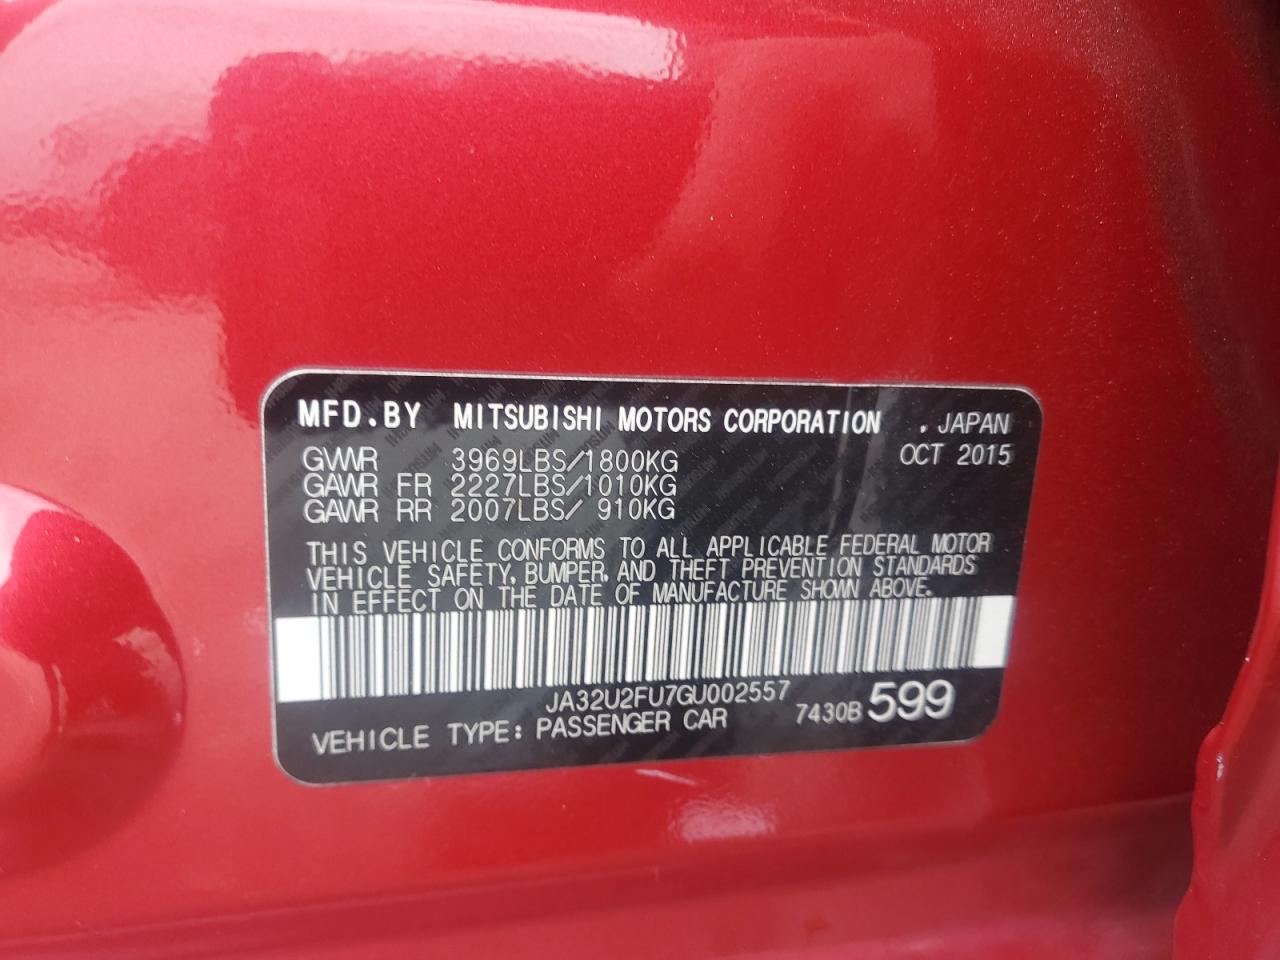 MFD.BY MITSUBISHI MOTORS CORPORATION . JAPAN
GVWR 3969LBS/1800KG OCT 2015
GAWR FR 2227LBS/1010KG
GAWR RR 2007LBS/ 910KG
THIS VEHICLE CONFORMS TO ALL APPLICABLE FEDERAL MOTOR
VEHICLE SAFETY, BUMPER, AND THEFT PREVENTION STANDARDS
IN EFFECT ON THE DATE OF MANUFACTURE SHOWN ABOVE.
JA32U2FU7GU002557
VEHICLE TYPE: PASSENGER CAR 7430B 599